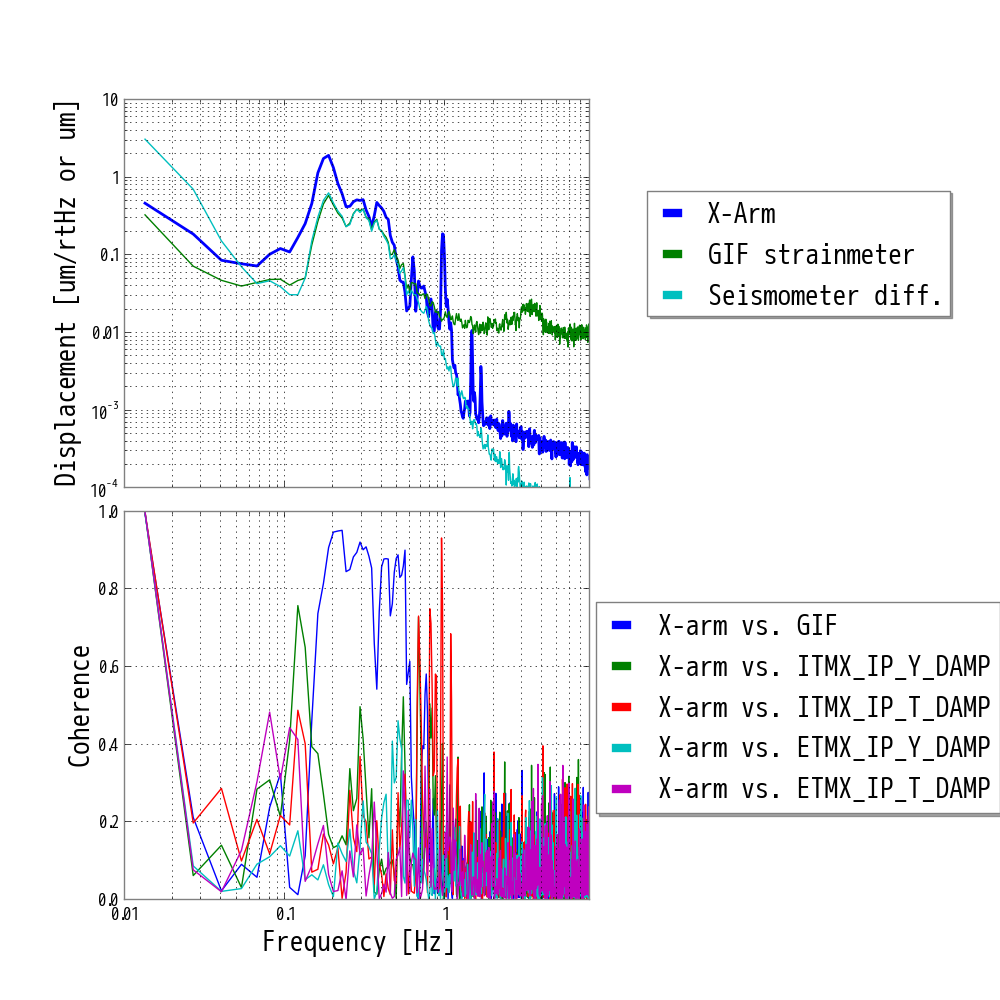 Displacement [um/rtHz or um]
10
1
0.1
0.01
10^-3
10^-4
X-Arm
GIF strainmeter
Seismometer diff.
Coherence
1.0
0.8
0.6
0.4
0.2
0.0
0.01
0.1
1
Frequency [Hz]
X-arm vs. GIF
X-arm vs. ITMX_IP_Y_DAMP
X-arm vs. ITMX_IP_T_DAMP
X-arm vs. ETMX_IP_Y_DAMP
X-arm vs. ETMX_IP_T_DAMP